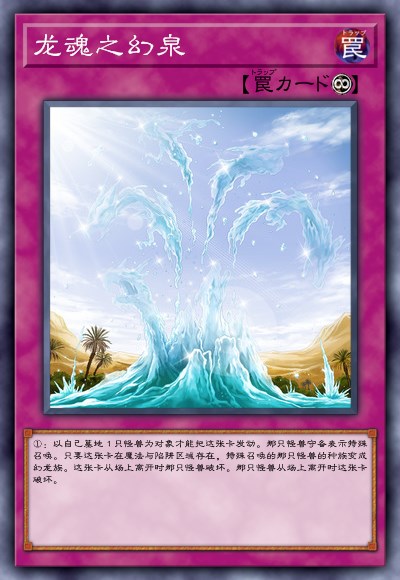 龙魂之幻泉
トラップ
罠
トラップ
【罠カード】
①：以自己墓地１只怪兽为对象才能把这张卡发动。那只怪兽守备表示特殊
召唤。只要这张卡在魔法与陷阱区域存在，特殊召唤的那只怪兽的种族变成
幻龙族。这张卡从场上离开时那只怪兽破坏。那只怪兽从场上离开时这张卡
破坏。